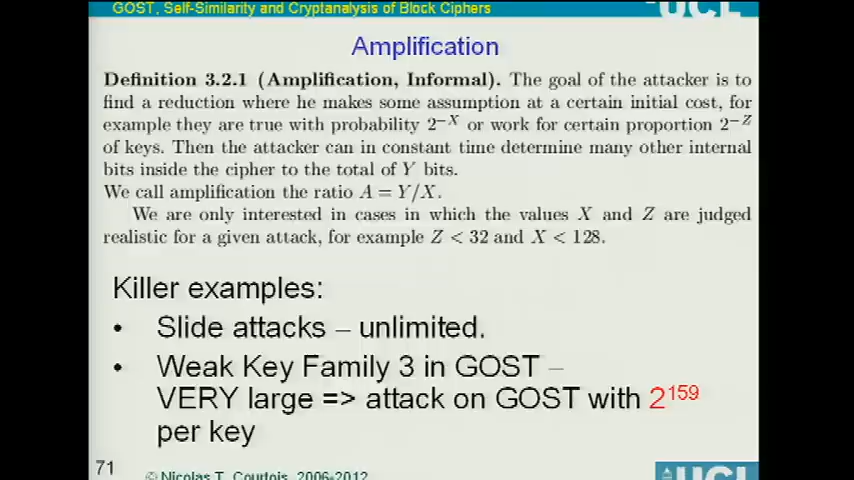 GOST, Self-Similarity and Cryptanalysis of Block Ciphers
UCL
Amplification
Definition 3.2.1 (Amplification, Informal). The goal of the attacker is to
find a reduction where he makes some assumption at a certain initial cost, for
example they are true with probability 2^{-X} or work for certain proportion 2^{-Z}
of keys. Then the attacker can in constant time determine many other internal
bits inside the cipher to the total of Y bits.
We call amplification the ratio A = Y/X.
We are only interested in cases in which the values X and Z are judged
realistic for a given attack, for example Z < 32 and X < 128.
Killer examples:
• Slide attacks – unlimited.
• Weak Key Family 3 in GOST –
VERY large => attack on GOST with 2^{159}
per key
71
© Nicolas T. Courtois, 2006-2012
UCL